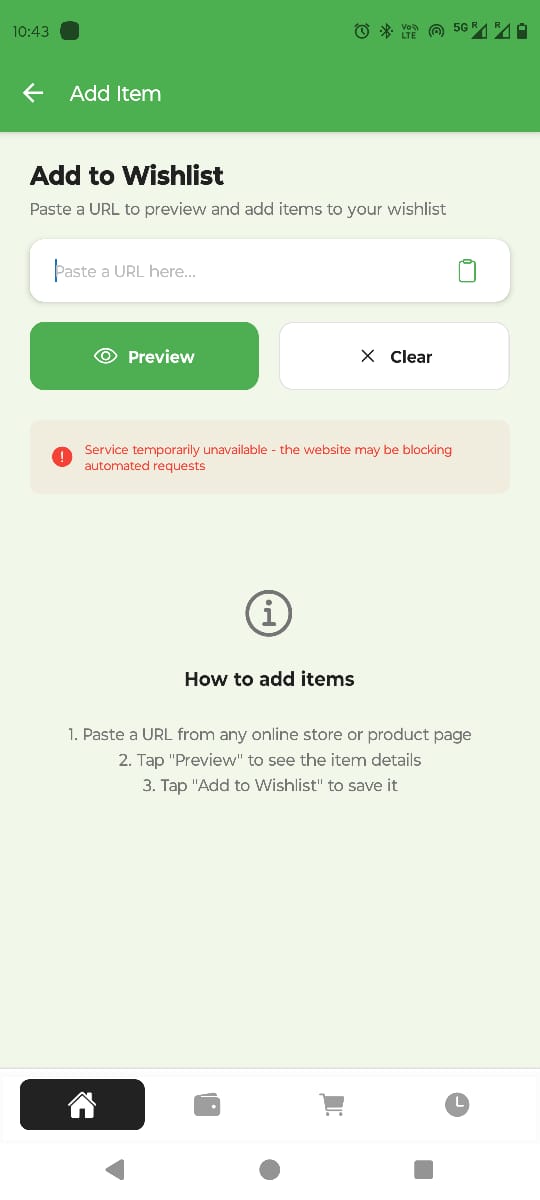 10:43
Vo)) LTE
5G R R
Add Item
Add to Wishlist
Paste a URL to preview and add items to your wishlist
Paste a URL here...
Preview
Clear
Service temporarily unavailable - the website may be blocking
automated requests
How to add items
1. Paste a URL from any online store or product page
2. Tap "Preview" to see the item details
3. Tap "Add to Wishlist" to save it